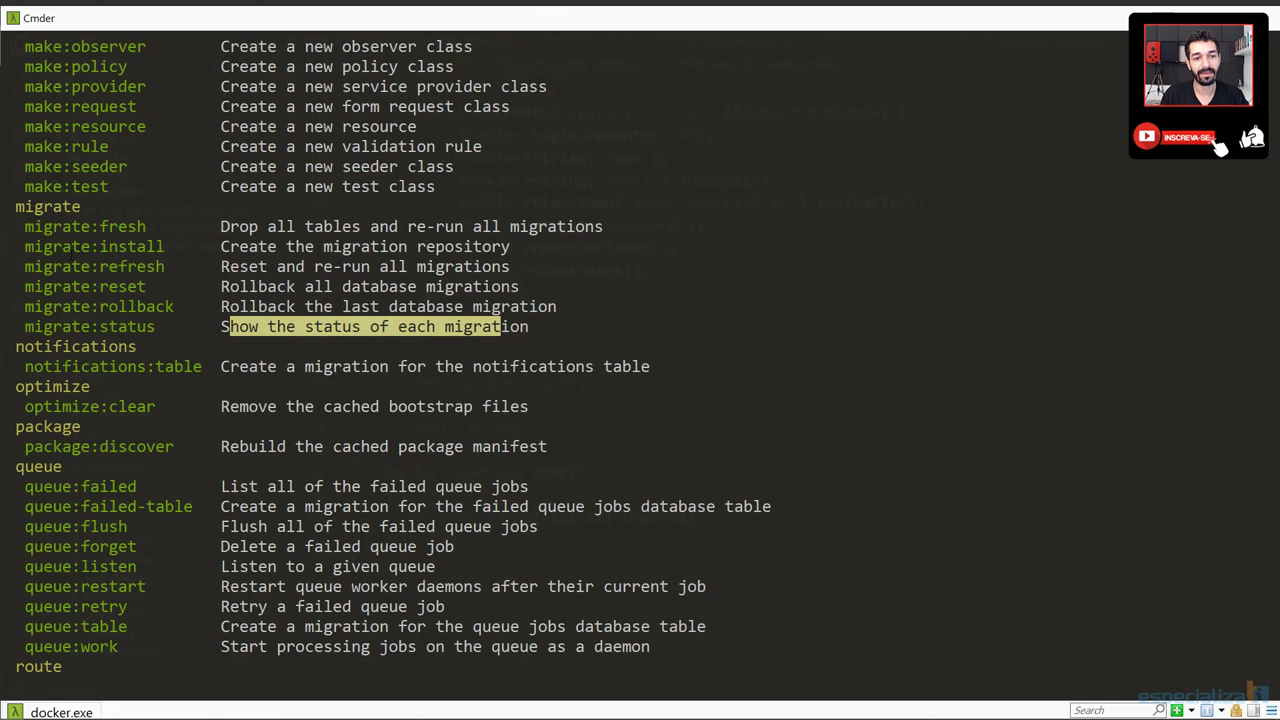 Cmder
make:observer Create a new observer class
make:policy Create a new policy class
make:provider Create a new service provider class
make:request Create a new form request class
make:resource Create a new resource
make:rule Create a new validation rule
make:seeder Create a new seeder class
make:test Create a new test class
migrate
migrate:fresh Drop all tables and re-run all migrations
migrate:install Create the migration repository
migrate:refresh Reset and re-run all migrations
migrate:reset Rollback all database migrations
migrate:rollback Rollback the last database migration
migrate:status Show the status of each migration
notifications
notifications:table Create a migration for the notifications table
optimize
optimize:clear Remove the cached bootstrap files
package
package:discover Rebuild the cached package manifest
queue
queue:failed List all of the failed queue jobs
queue:failed-table Create a migration for the failed queue jobs database table
queue:flush Flush all of the failed queue jobs
queue:forget Delete a failed queue job
queue:listen Listen to a given queue
queue:restart Restart queue worker daemons after their current job
queue:retry Retry a failed queue job
queue:table Create a migration for the queue jobs database table
queue:work Start processing jobs on the queue as a daemon
route
INSCREVA-SE
especializati
docker.exe
Search